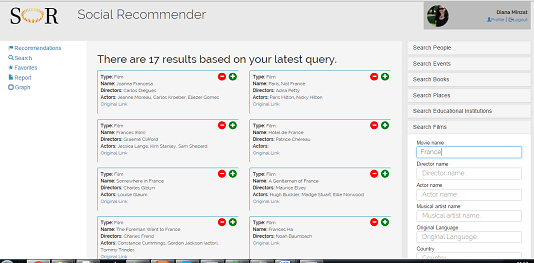 SOR
Social Recommender
Diana Minzat
Profile | Logout
Recommendations
Search
Favorites
Report
Graph
There are 17 results based on your latest query.
Type: Film
Name: Joanna Francesa
Directors: Carlos Diegues
Actors: Jeanne Moreau, Carlos Kroeber, Eliezer Gomes
Original Link
Type: Film
Name: Paris, Not France
Directors: Adria Petty
Actors: Paris Hilton, Nicky Hilton
Original Link
Type: Film
Name: Frances (film)
Directors: Graeme Clifford
Actors: Jessica Lange, Kim Stanley, Sam Shepard
Original Link
Type: Film
Name: Hôtel de France
Directors: Patrice Chéreau
Actors:
Original Link
Type: Film
Name: Somewhere in France
Directors: Charles Giblyn
Actors: Louise Glaum
Original Link
Type: Film
Name: A Gentleman of France
Directors: Maurice Elvey
Actors: Hugh Buckler, Madge Stuart, Eille Norwood
Original Link
Type: Film
Name: The Foreman Went to France
Directors: Charles Frend
Actors: Constance Cummings, Gordon Jackson (actor),
Tommy Trinder
Type: Film
Name: Frances Ha
Directors: Noah Baumbach
Original Link
Search People
Search Events
Search Books
Search Places
Search Educational Institutions
Search Films
Movie name
France
Director name
Director name.
Actor name
Actor name.
Musical artist name
Musical artist name.
Original Language
Original Language.
Country
Country